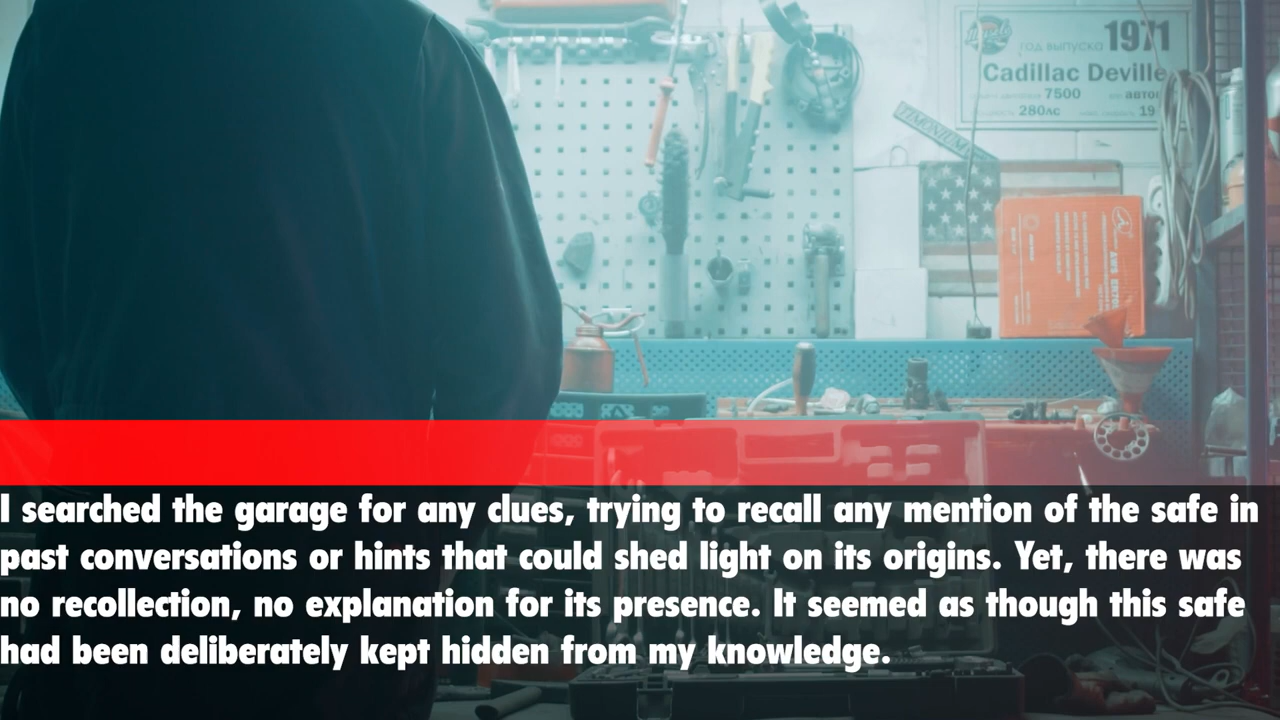 год выпуска 1971
Cadillac Deville
7500
280лс 19
TIMONIUM
I searched the garage for any clues, trying to recall any mention of the safe in
past conversations or hints that could shed light on its origins. Yet, there was
no recollection, no explanation for its presence. It seemed as though this safe
had been deliberately kept hidden from my knowledge.